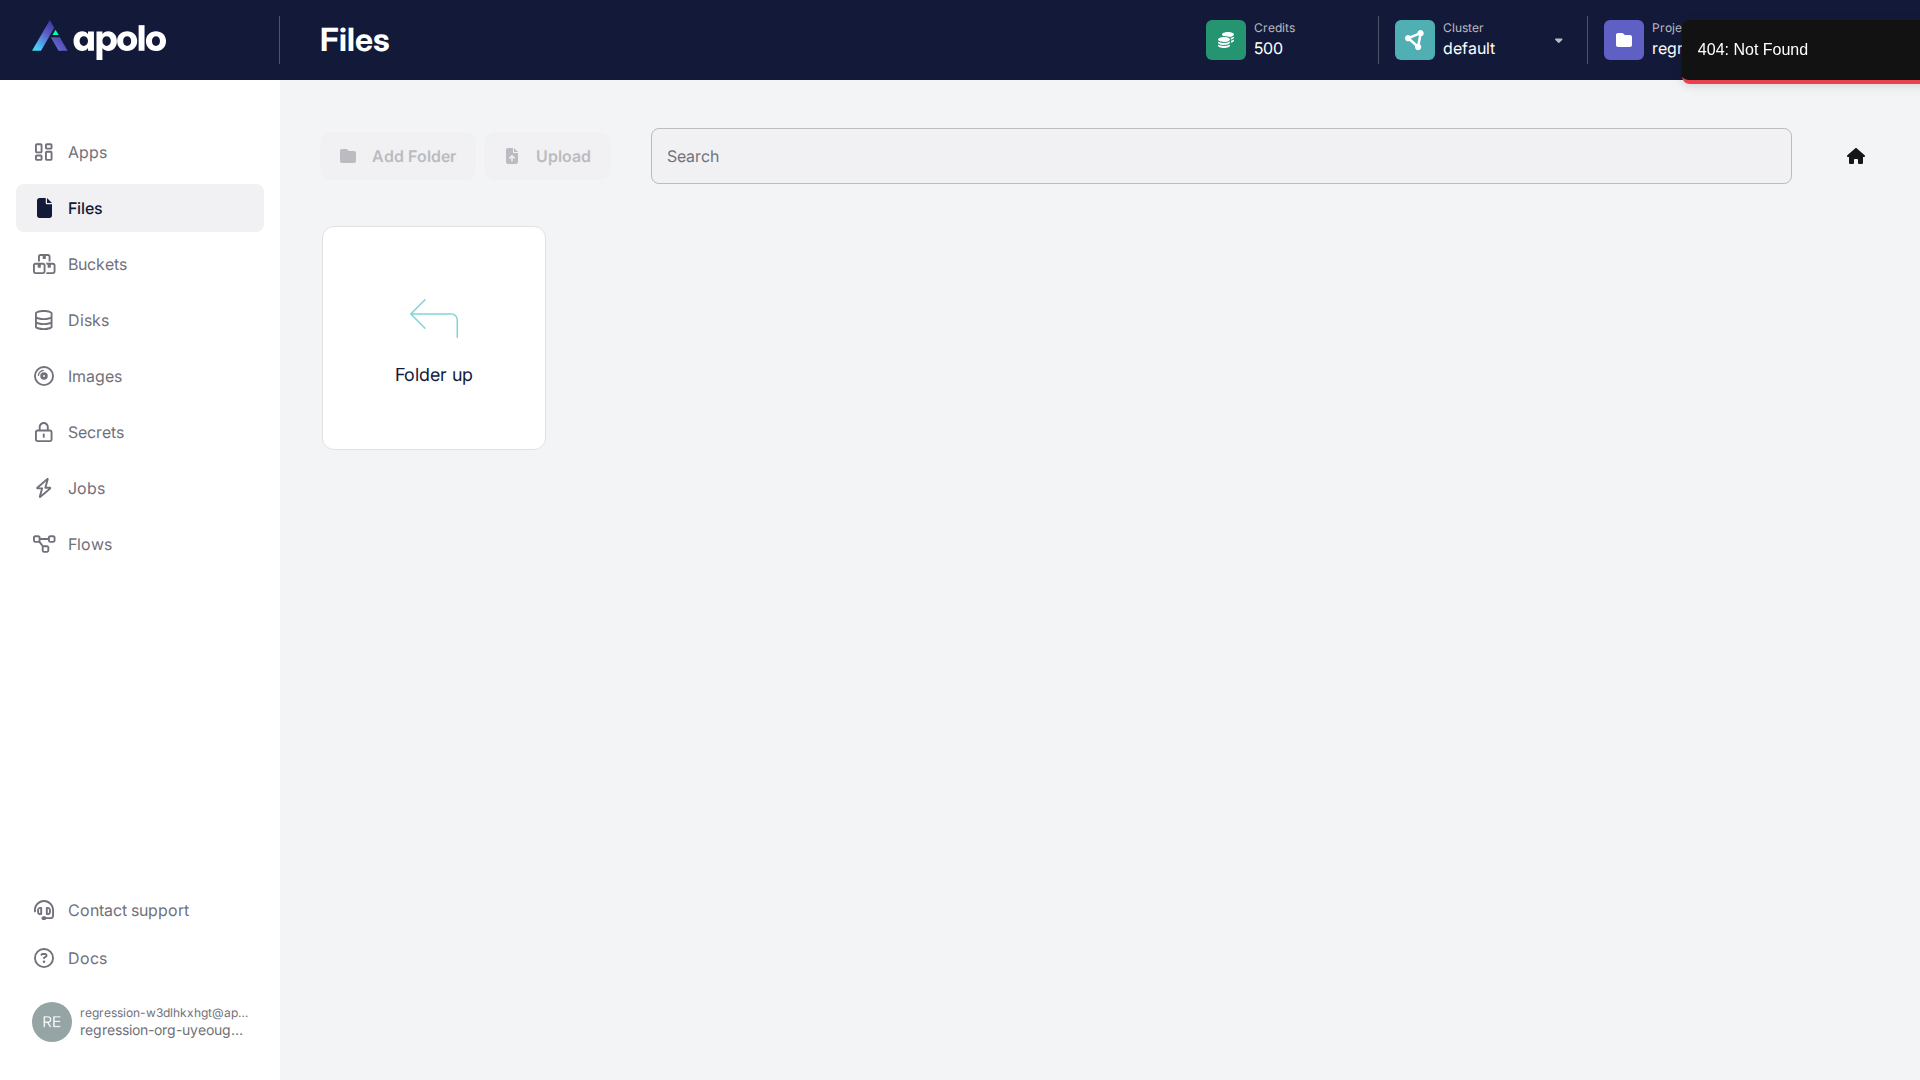 apolo
Files
Credits
500
Cluster
default
Proje
regr
404: Not Found
Apps
Files
Buckets
Disks
Images
Secrets
Jobs
Flows
Add Folder
Upload
Search
Folder up
Contact support
Docs
RE
regression-w3dlhkxhgt@ap...
regression-org-uyeoug...